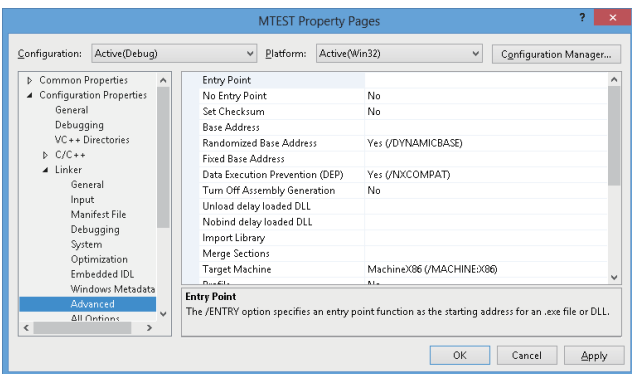 MTEST Property Pages ? ×
Configuration: Active(Debug) Platform: Active(Win32) Configuration Manager...
Common Properties
Configuration Properties
General
Debugging
VC++ Directories
C/C++
Linker
General
Input
Manifest File
Debugging
System
Optimization
Embedded IDL
Windows Metadata
Advanced
All Options
Entry Point
No Entry Point No
Set Checksum No
Base Address
Randomized Base Address Yes (/DYNAMICBASE)
Fixed Base Address
Data Execution Prevention (DEP) Yes (/NXCOMPAT)
Turn Off Assembly Generation No
Unload delay loaded DLL
Nobind delay loaded DLL
Import Library
Merge Sections
Target Machine MachineX86 (/MACHINE:X86)
Profile No
Entry Point
The /ENTRY option specifies an entry point function as the starting address for an .exe file or DLL.
OK Cancel Apply